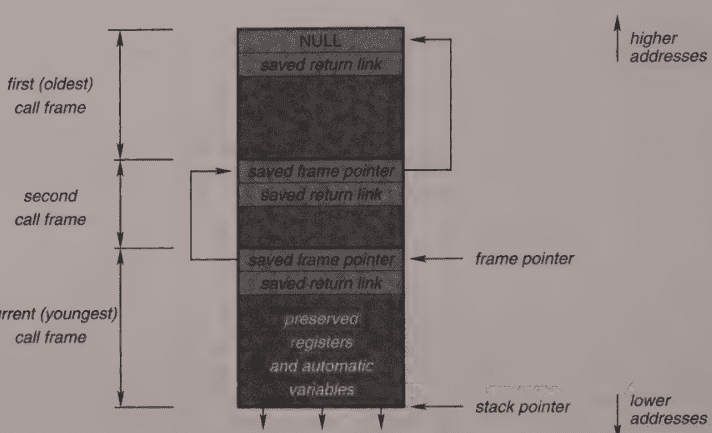 NULL
saved return link
first (oldest)
call frame
higher
addresses
saved frame pointer
saved return link
second
call frame
saved frame pointer
saved return link
frame pointer
urrent (youngest)
call frame
preserved
registers
and automatic
variables
stack pointer
lower
addresses